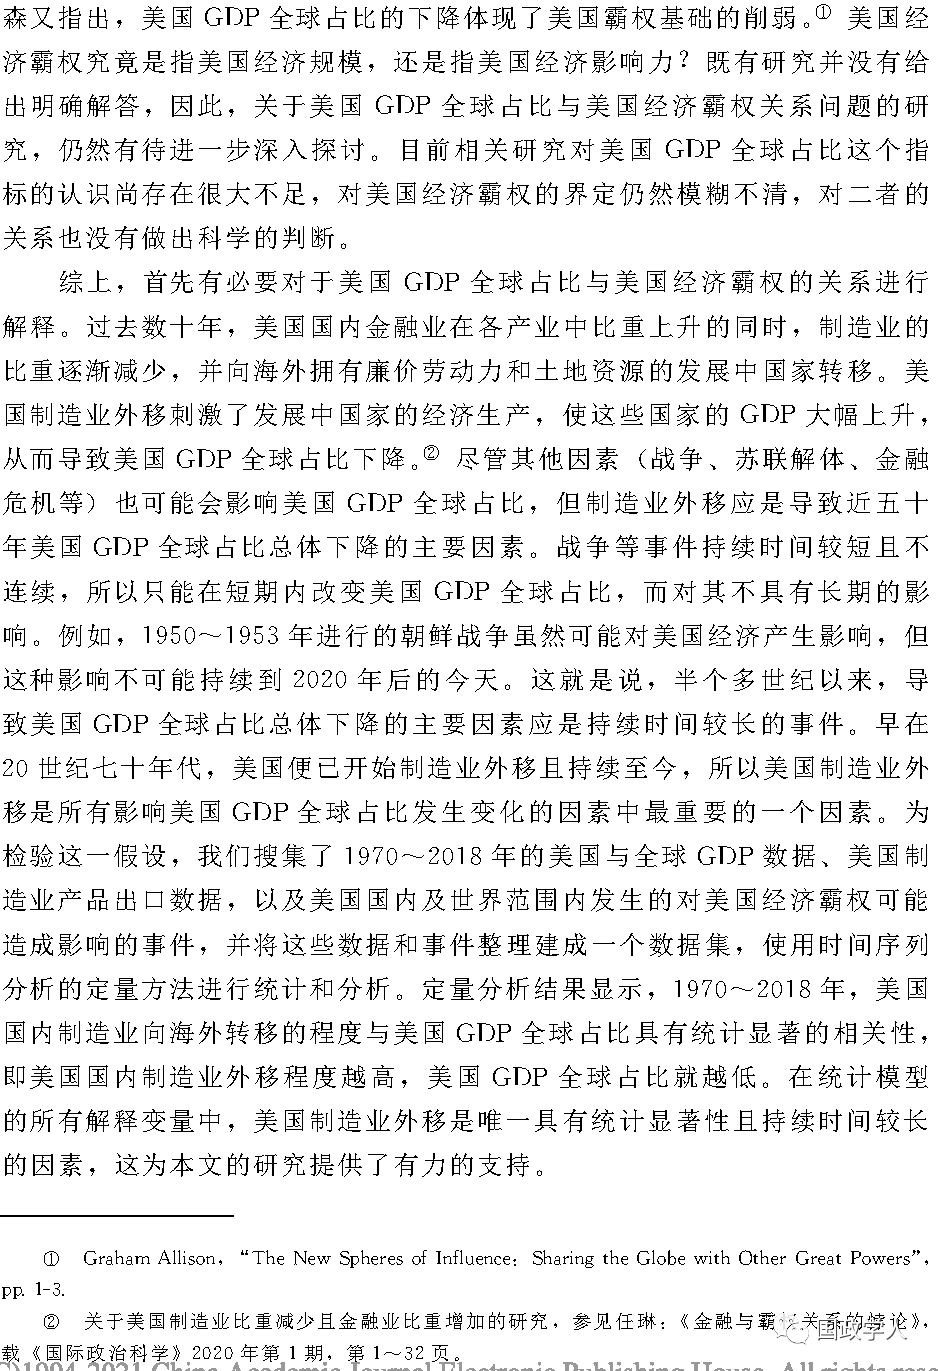 森又指出，美国 GDP 全球占比的下降体现了美国霸权基础的削弱。① 美国经
济霸权究竟是指美国经济规模，还是指美国经济影响力？既有研究并没有给
出明确解答，因此，关于美国 GDP 全球占比与美国经济霸权关系问题的研
究，仍然有待进一步深入探讨。目前相关研究对美国 GDP 全球占比这个指
标的认识尚存在很大不足，对美国经济霸权的界定仍然模糊不清，对二者的
关系也没有做出科学的判断。
综上，首先有必要对于美国 GDP 全球占比与美国经济霸权的关系进行
解释。过去数十年，美国国内金融业在各产业中比重上升的同时，制造业的
比重逐渐减少，并向海外拥有廉价劳动力和土地资源的发展中国家转移。美
国制造业外移刺激了发展中国家的经济生产，使这些国家的 GDP 大幅上升，
从而导致美国 GDP 全球占比下降。② 尽管其他因素（战争、苏联解体、金融
危机等）也可能会影响美国 GDP 全球占比，但制造业外移应是导致近五十
年美国 GDP 全球占比总体下降的主要因素。战争等事件持续时间较短且不
连续，所以只能在短期内改变美国 GDP 全球占比，而对其不具有长期的影
响。例如，1950～1953 年进行的朝鲜战争虽然可能对美国经济产生影响，但
这种影响不可能持续到 2020 年后的今天。这就是说，半个多世纪以来，导
致美国 GDP 全球占比总体下降的主要因素应是持续时间较长的事件。早在
20 世纪七十年代，美国便已开始制造业外移且持续至今，所以美国制造业外
移是所有影响美国 GDP 全球占比发生变化的因素中最重要的一个因素。为
检验这一假设，我们搜集了 1970～2018 年的美国与全球 GDP 数据、美国制
造业产品出口数据，以及美国国内及世界范围内发生的对美国经济霸权可能
造成影响的事件，并将这些数据和事件整理建成一个数据集，使用时间序列
分析的定量方法进行统计和分析。定量分析结果显示，1970～2018 年，美国
国内制造业向海外转移的程度与美国 GDP 全球占比具有统计显著的相关性，
即美国国内制造业外移程度越高，美国 GDP 全球占比就越低。在统计模型
的所有解释变量中，美国制造业外移是唯一具有统计显著性且持续时间较长
的因素，这为本文的研究提供了有力的支持。
① Graham Allison，“The New Spheres of Influence：Sharing the Globe with Other Great Powers”，
pp. 1-3.
② 关于美国制造业比重减少且金融业比重增加的研究，参见任琳：《金融与霸权关系的悖论》，
载《国际政治科学》2020 年第 1 期，第 1～32 页。
国政学人
©1994-2021 China Academic Journal Electronic Publishing House. All rights rese